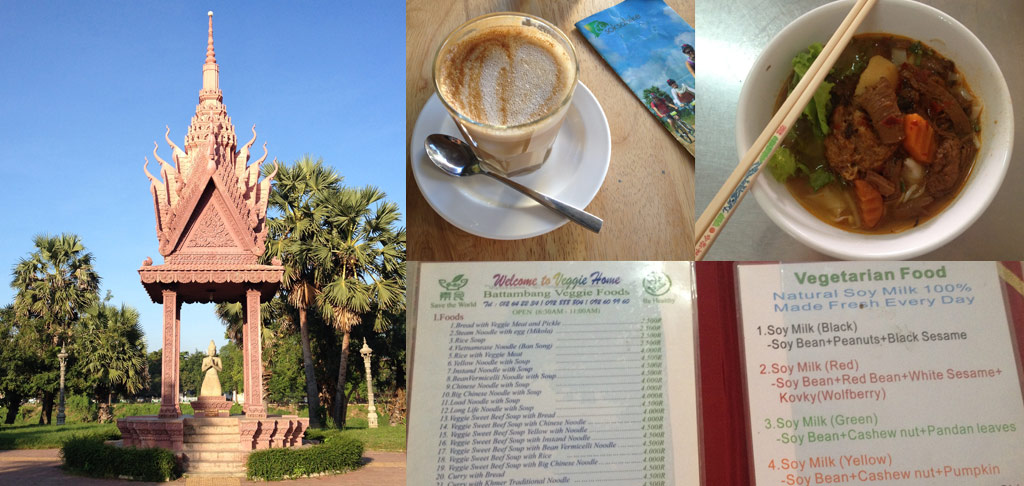 Welcome to Veggie Home
Battambang Veggie Foods
Save the World
Be Healthy
OPEN (6:30AM - 11:00AM)
I.Foods
1.Bread with Veggie Meat and Pickle
2.Steam Noodle with egg (Mikola)
3.Rice Soup
4.Vietnamese Noodle (Ban Song)
5.Rice with Veggie Meat
6.Yellow Noodle with Soup
7.Instand Noodle with Soup
8.BeanVermicelli Noodle with Soup
9.Chinese Noodle with Soup
10.Big Chinese Noodle with Soup
11.Load Noodle with Soup
12.Long Life Noodle with Soup
13.Veggie Sweet Beef Soup with Bread
14.Veggie Sweet Beef Soup with Chinese Noodle
15.Veggie Sweet Beef Soup Yellow with Noodle
16.Veggie Sweet Beef Soup with Instand Noodle
17.Veggie Sweet Beef Soup with Bean Vermicelli Noodle
18.Veggie Sweet Beef Soup with Rice
19.Veggie Sweet Beef Soup with Big Chinese Noodle
20.Curry with Bread
21.Curry with Khmer Traditional Noodle
Vegetarian Food
Natural Soy Milk 100%
Made Fresh Every Day
1.Soy Milk (Black)
-Soy Bean+Peanuts+Black Sesame
2.Soy Milk (Red)
-Soy Bean+Red Bean+White Sesame+
Kovky(Wolfberry)
3.Soy Milk (Green)
-Soy Bean+Cashew nut+Pandan leaves
4.Soy Milk (Yellow)
-Soy Bean+Cashew nut+Pumpkin